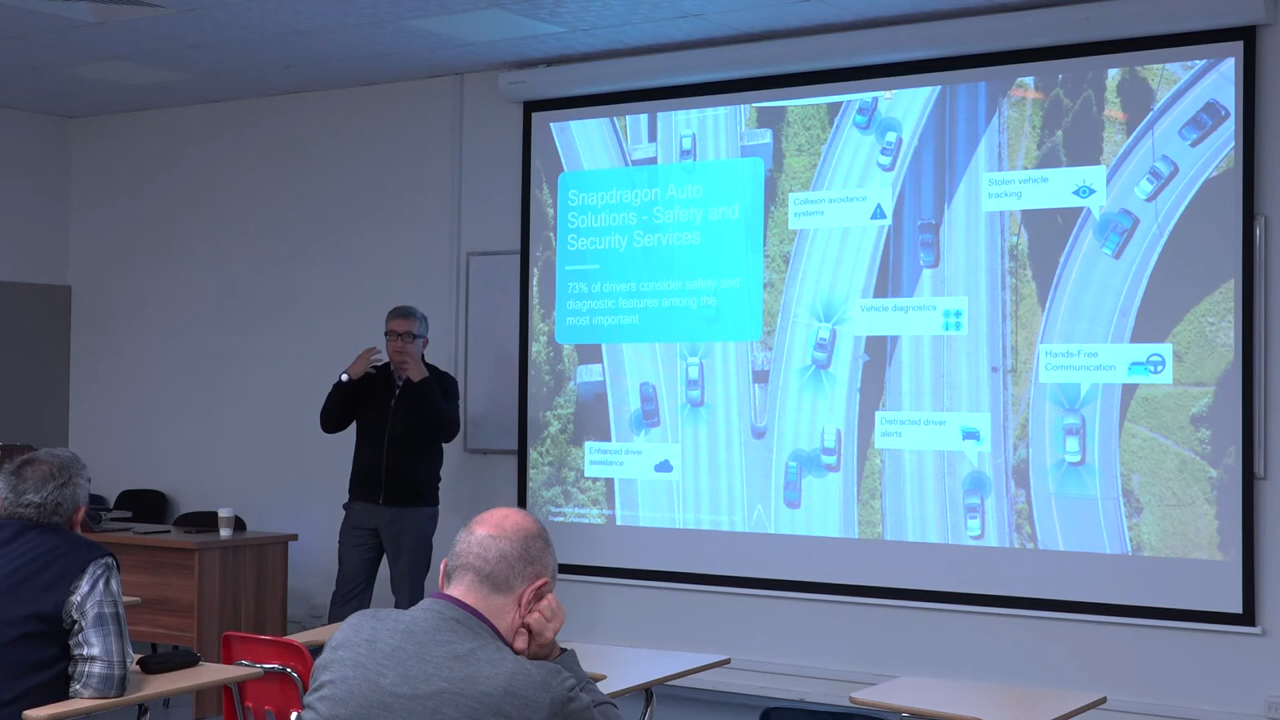 Snapdragon Auto
Solutions - Safety and
Security Services
73% of drivers consider safety and
diagnostic features among the
most important
Collision avoidance
systems
Stolen vehicle
tracking
Vehicle diagnostics
Hands-Free
Communication
Distracted driver
alerts
Enhanced driver
assistance